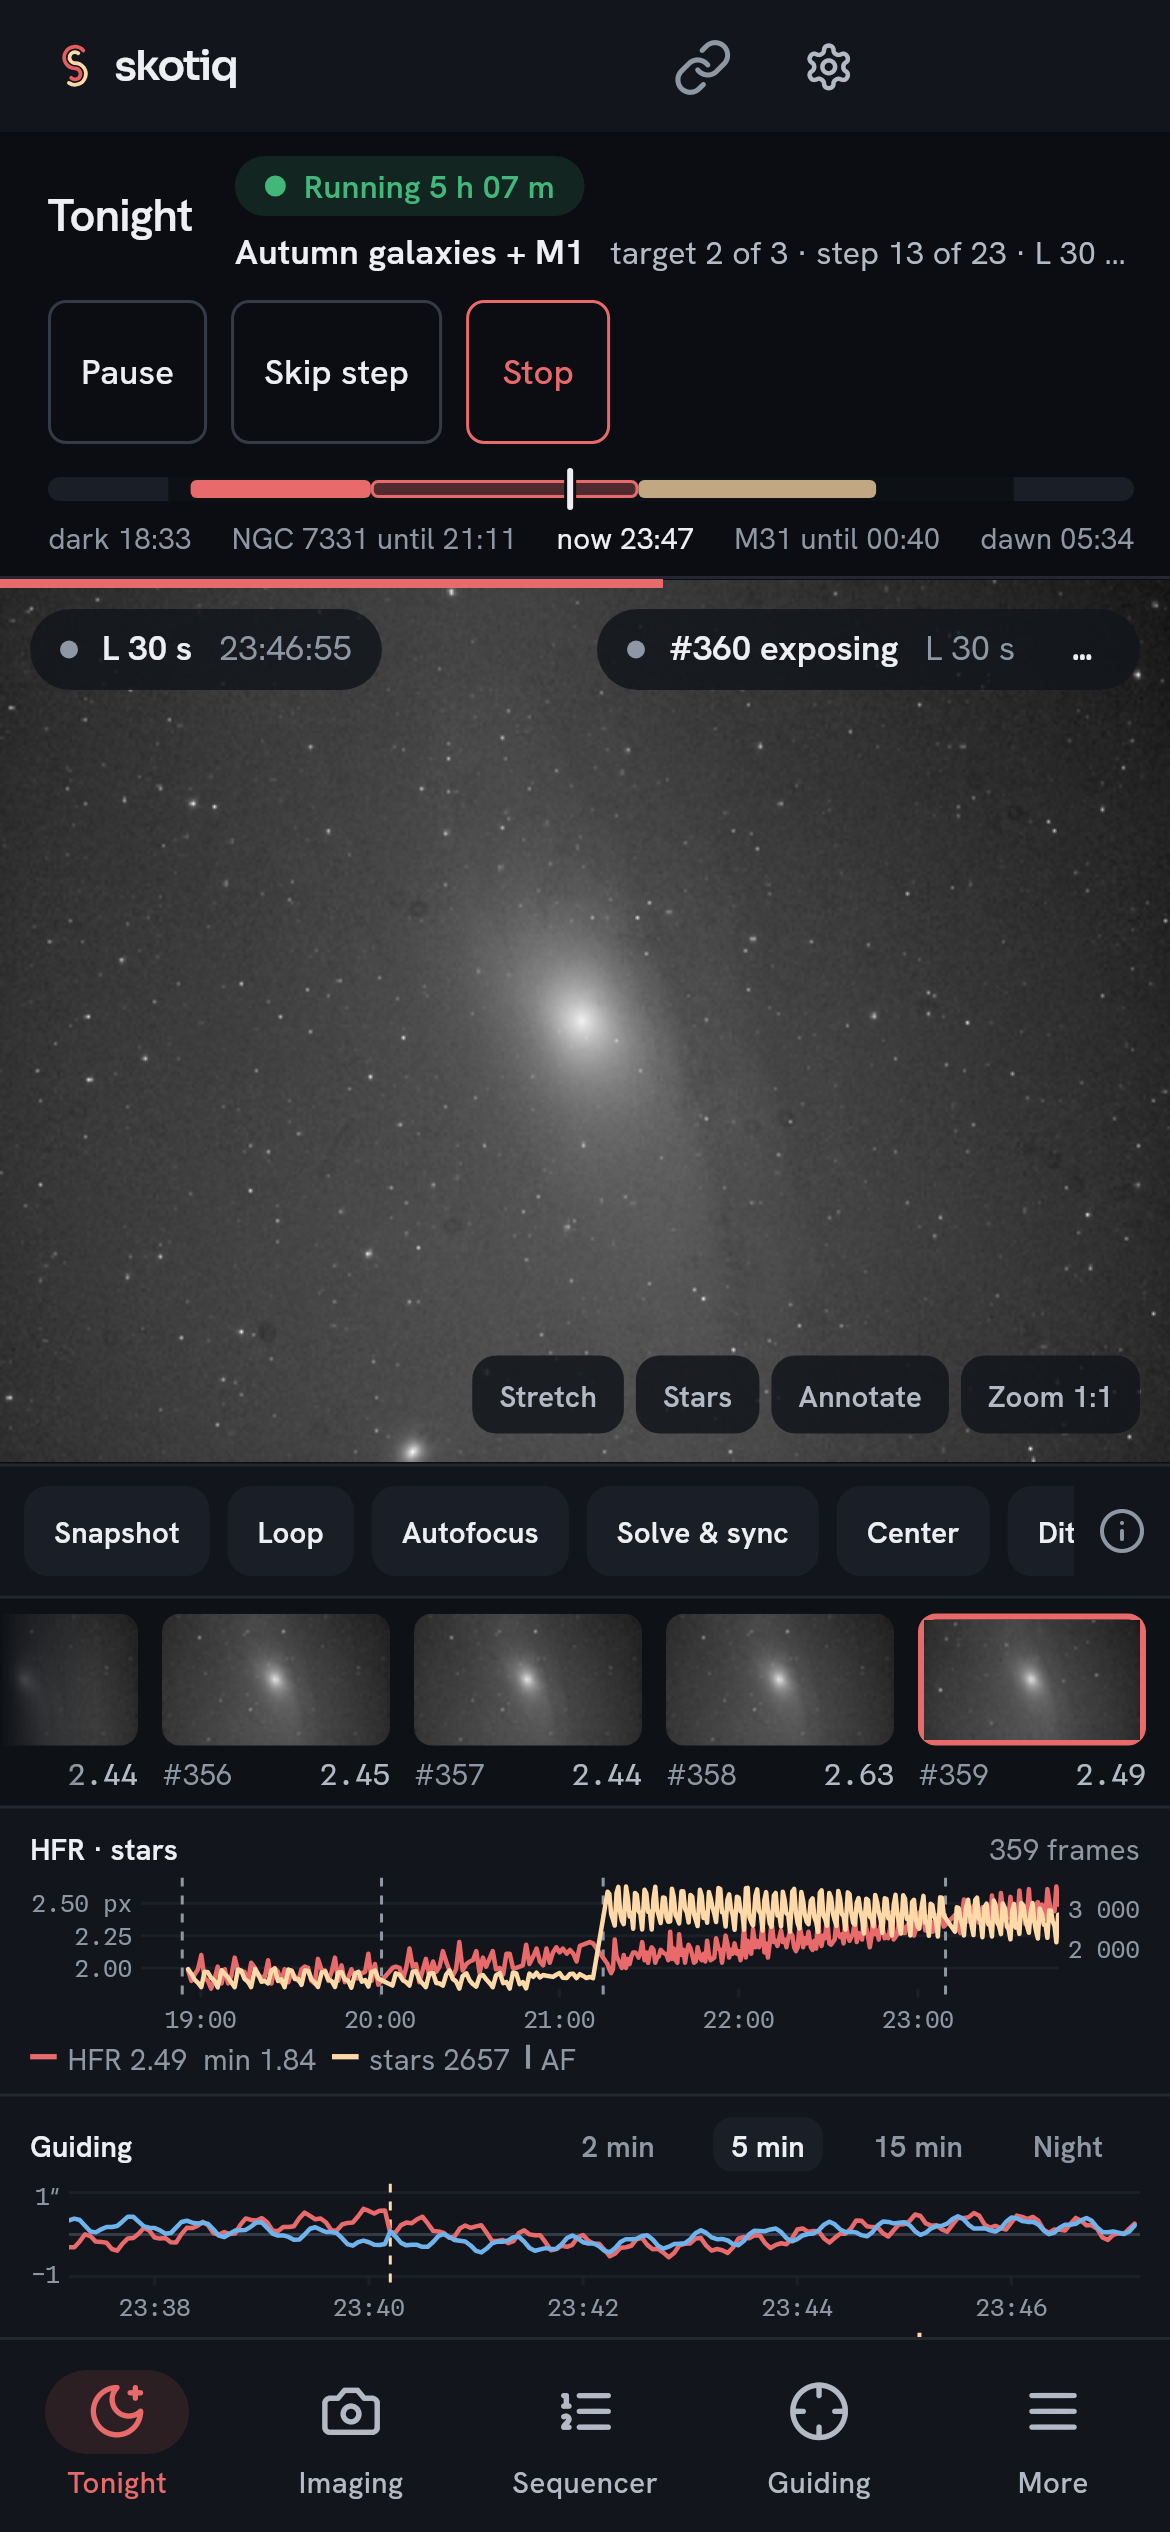 skotiq
Tonight
Running 5 h 07 m
Autumn galaxies + M1 target 2 of 3 · step 13 of 23 · L 30 ...
Pause Skip step Stop
dark 18:33 NGC 7331 until 21:11 now 23:47 M31 until 00:40 dawn 05:34
L 30 s 23:46:55 #360 exposing L 30 s ...
Stretch Stars Annotate Zoom 1:1
Snapshot Loop Autofocus Solve & sync Center Dit
2.44 #356 2.45 #357 2.44 #358 2.63 #359 2.49
HFR · stars 359 frames
2.50 px
2.25
2.00
3 000
2 000
19:00 20:00 21:00 22:00 23:00
HFR 2.49 min 1.84 stars 2657 AF
Guiding 2 min 5 min 15 min Night
1″
−1
23:38 23:40 23:42 23:44 23:46
Tonight Imaging Sequencer Guiding More